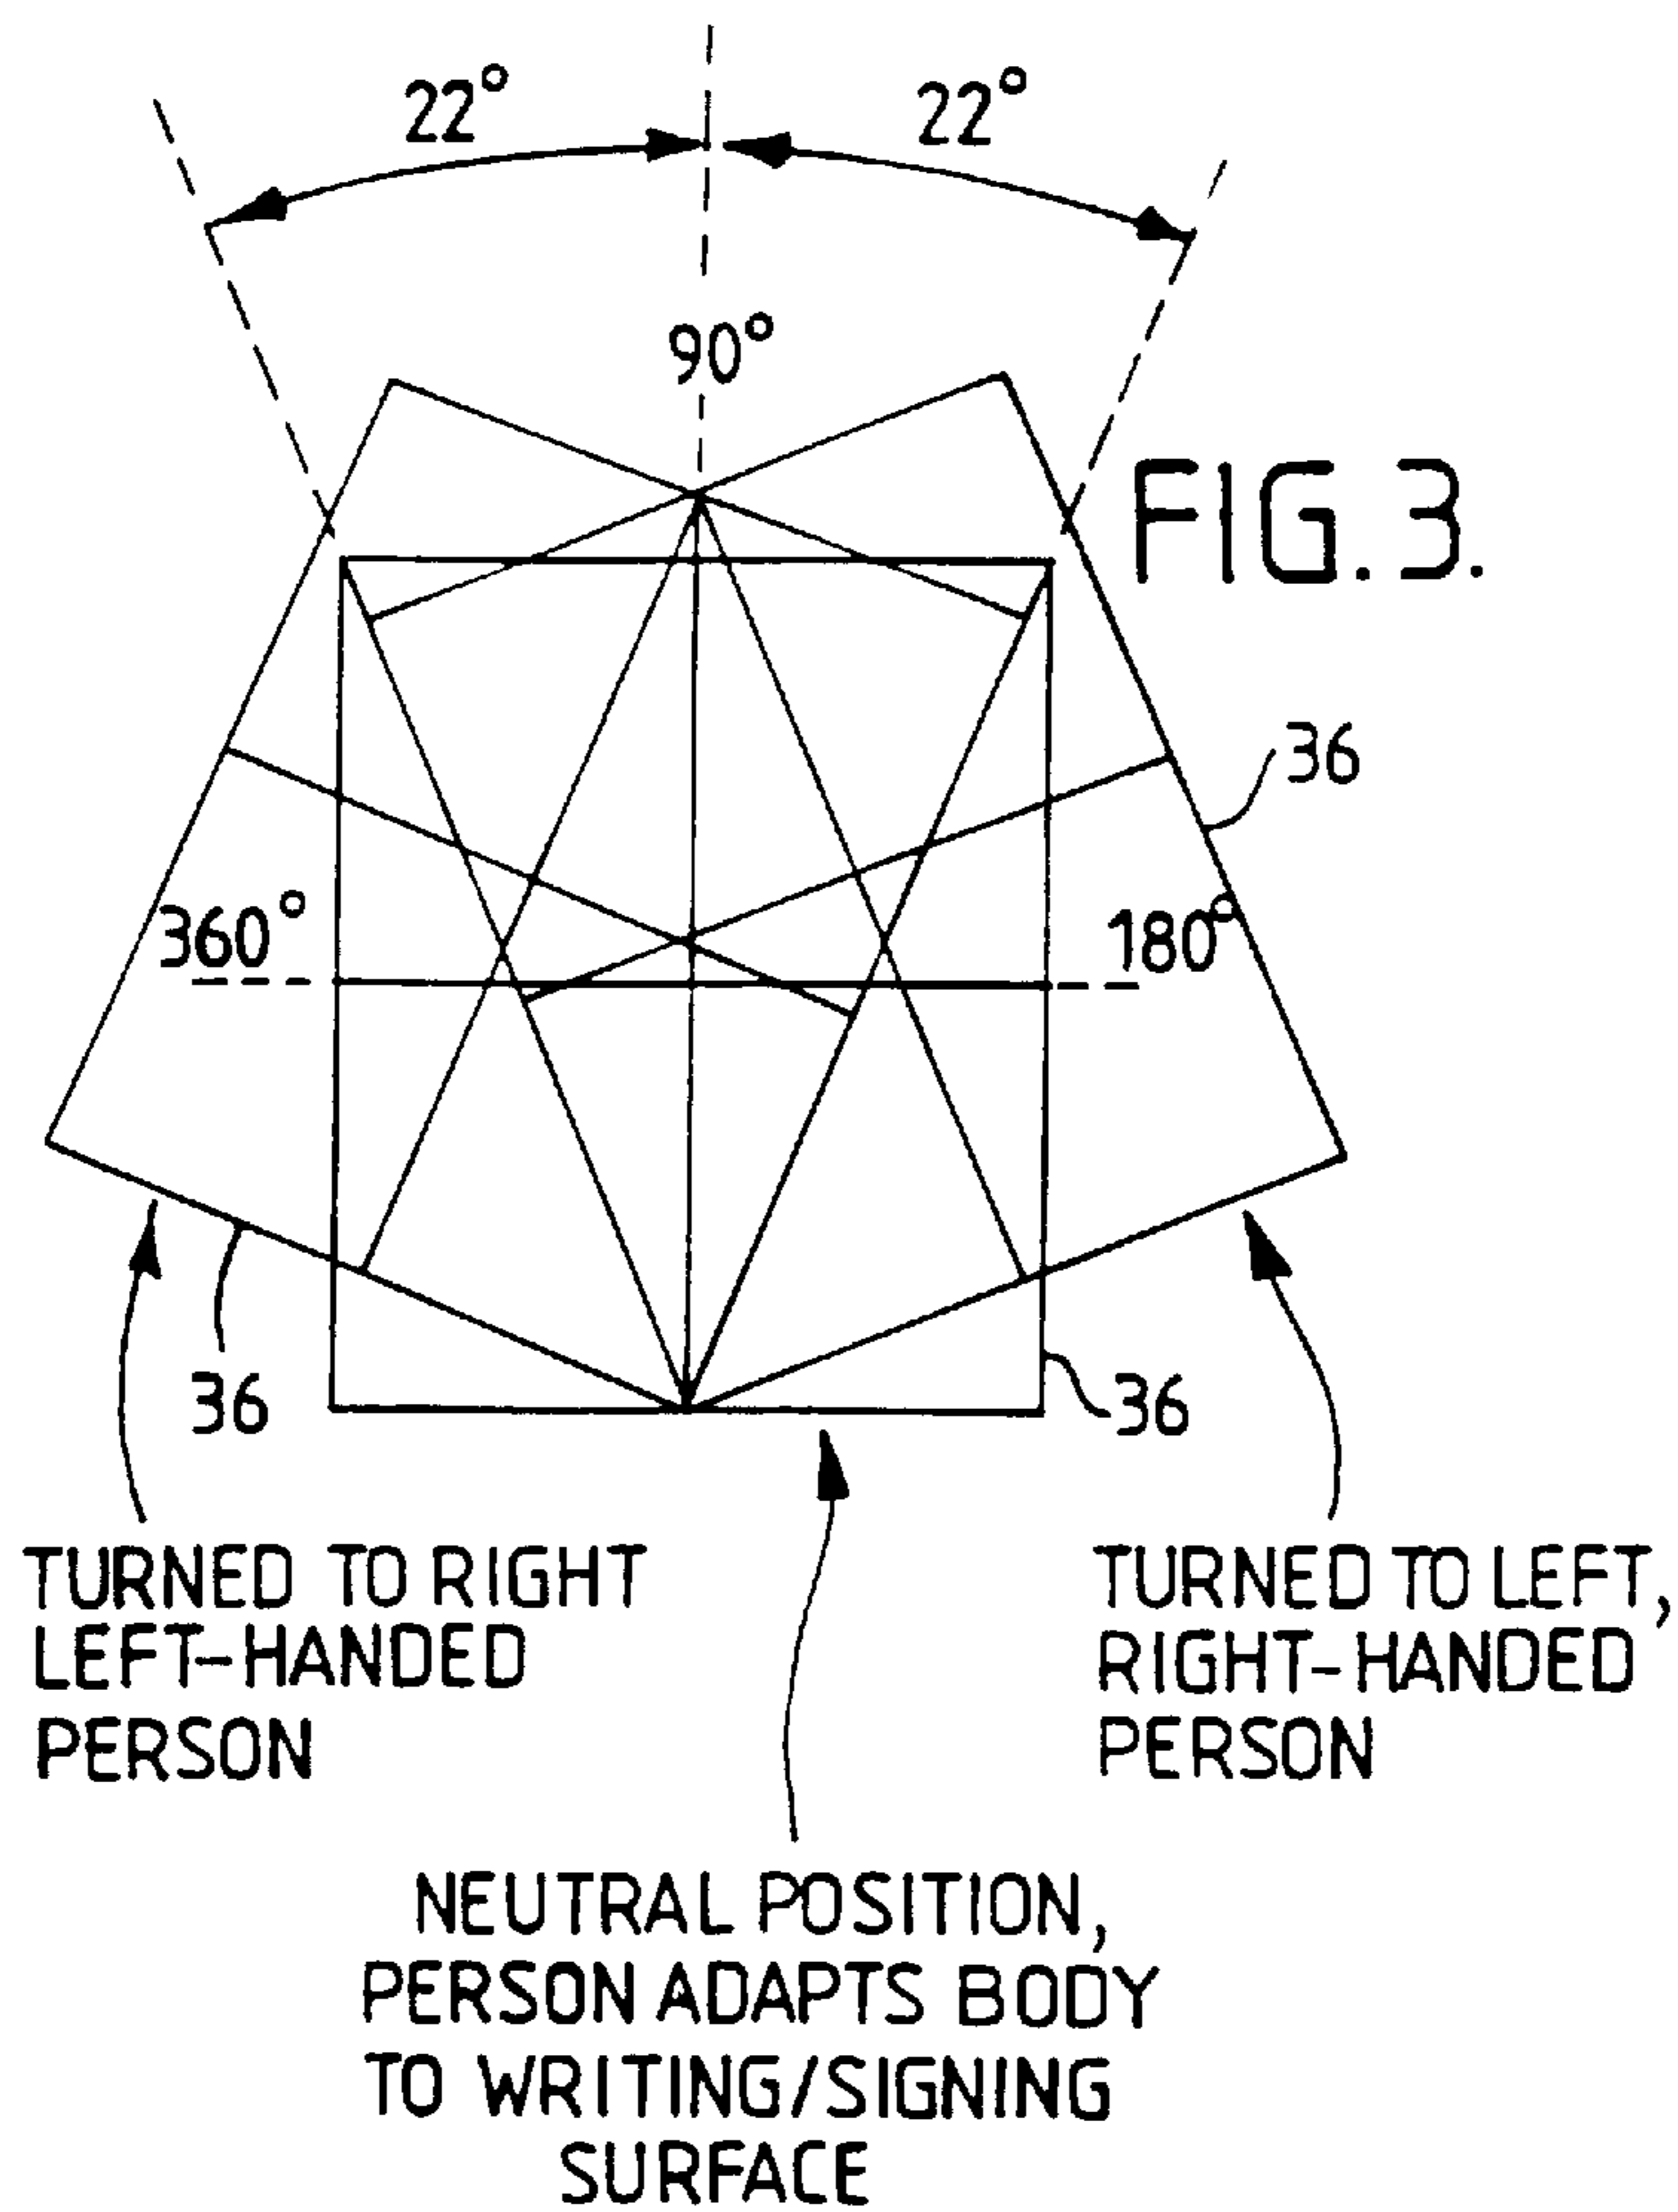 22° 22°
90°
FIG. 3.
36
360° 180°
36 36
TURNED TO RIGHT
LEFT-HANDED
PERSON
TURNED TO LEFT,
RIGHT-HANDED
PERSON
NEUTRAL POSITION,
PERSON ADAPTS BODY
TO WRITING/SIGNING
SURFACE